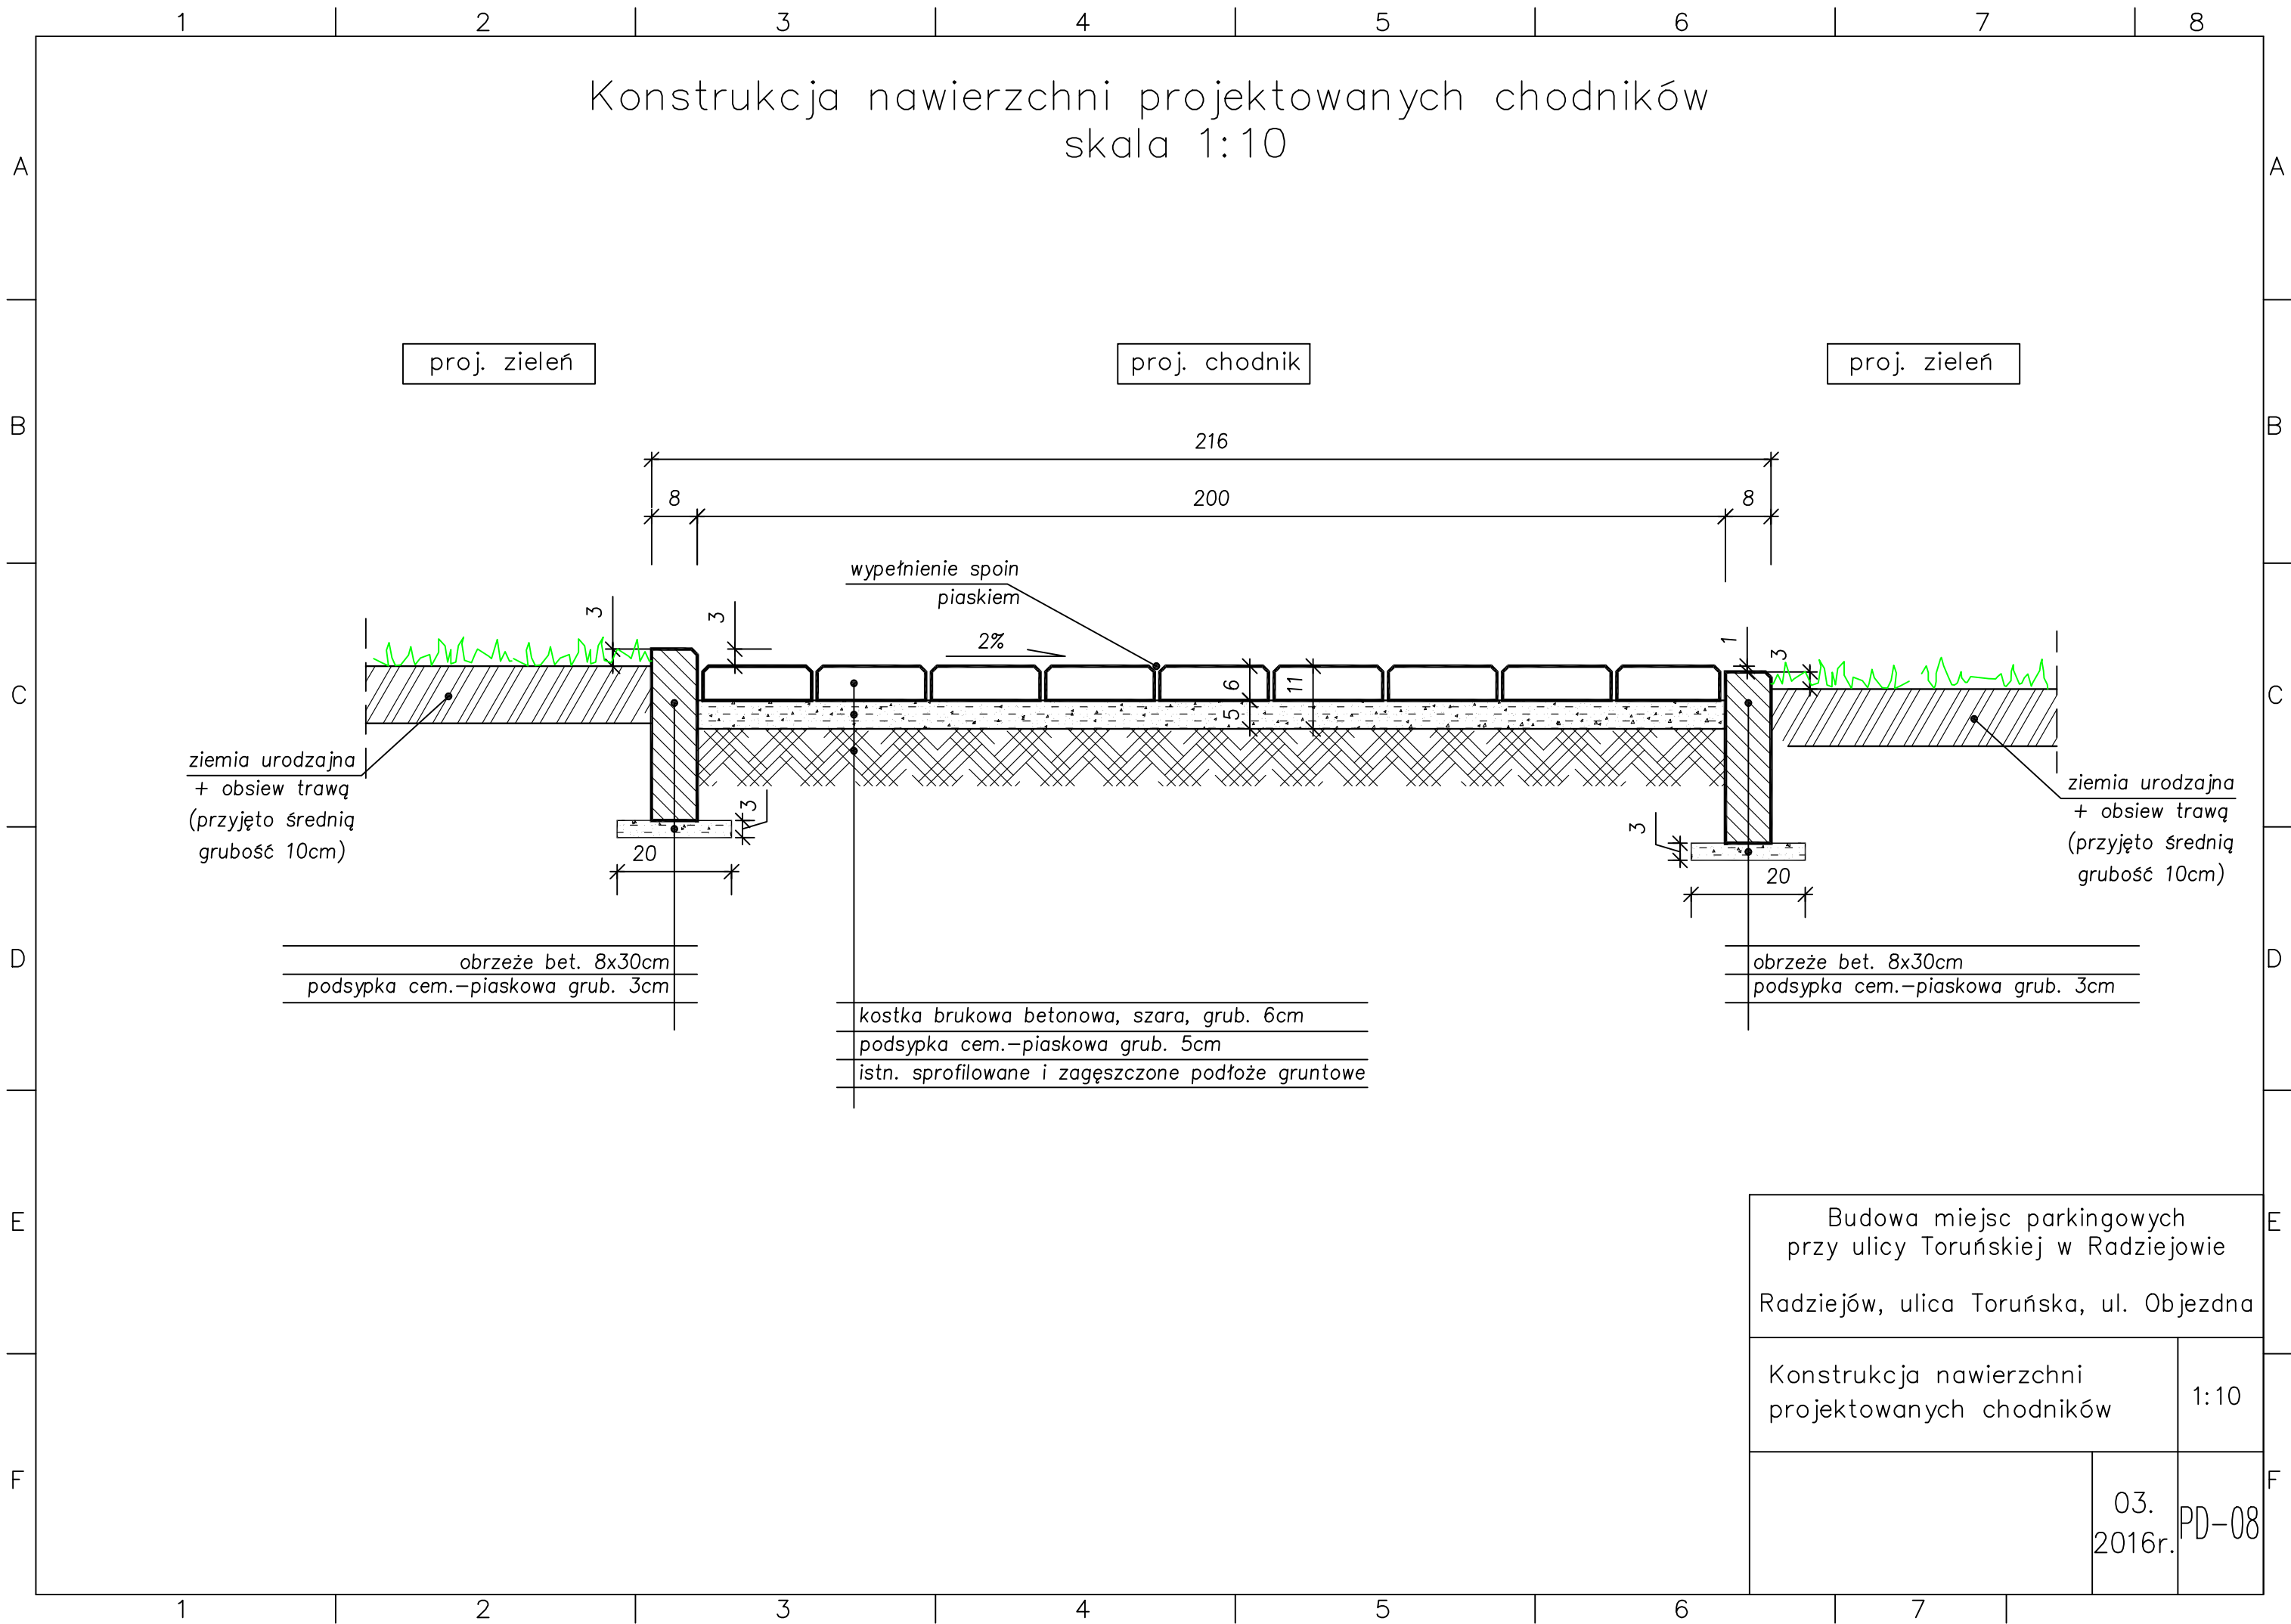 1 2 3 4 5 6 7 8
Konstrukcja nawierzchni projektowanych chodników
skala 1:10
A A
proj. zieleń
proj. chodnik
proj. zieleń
B B
216
8 200 8
wypełnienie spoin
piaskiem
3 3
2%
1 3
6 11
5
C C
ziemia urodzajna
+ obsiew trawą
(przyjęto średnią
grubość 10cm)
3
20
ziemia urodzajna
+ obsiew trawą
(przyjęto średnią
grubość 10cm)
3
20
D D
obrzeże bet. 8x30cm
podsypka cem.-piaskowa grub. 3cm
obrzeże bet. 8x30cm
podsypka cem.-piaskowa grub. 3cm
kostka brukowa betonowa, szara, grub. 6cm
podsypka cem.-piaskowa grub. 5cm
istn. sprofilowane i zagęszczone podłoże gruntowe
E E
Budowa miejsc parkingowych
przy ulicy Toruńskiej w Radziejowie
Radziejów, ulica Toruńska, ul. Objezdna
Konstrukcja nawierzchni
projektowanych chodników
1:10
F F
03.
2016r.
PD-08
1 2 3 4 5 6 7